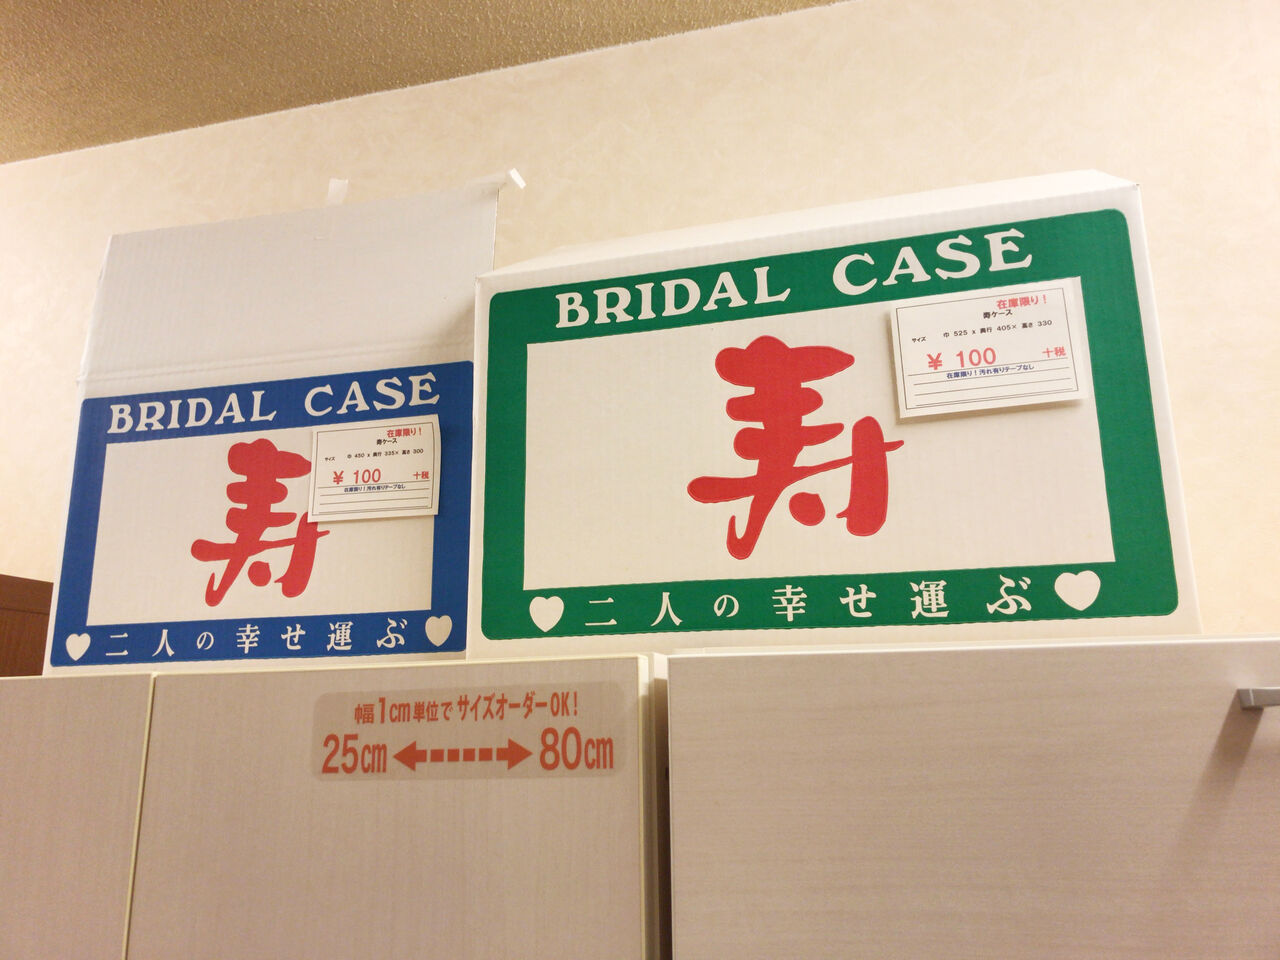 BRIDAL CASE
寿
在庫限り!
寿ケース
サイズ 巾 450 x 奥行 335× 高さ 300
¥ 100 +税
在庫限り!汚れ有りテープなし
二人の幸せ運ぶ
BRIDAL CASE
寿
在庫限り!
寿ケース
サイズ 巾 525 x 奥行 405× 高さ 330
¥ 100 +税
在庫限り!汚れ有りテープなし
二人の幸せ運ぶ
幅1cm単位でサイズオーダーOK!
25cm 80cm